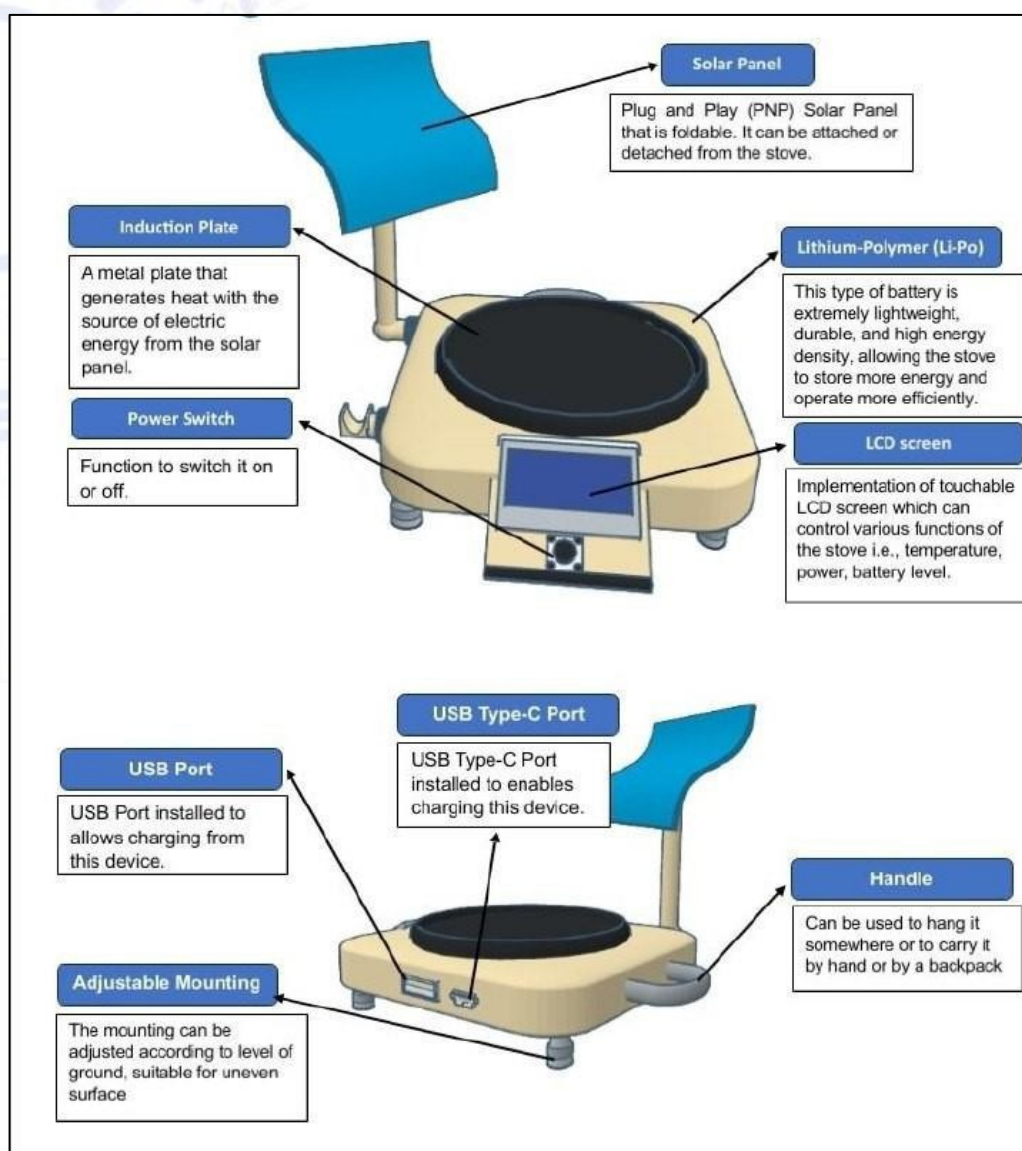 Solar Panel
Plug and Play (PNP) Solar Panel
that is foldable. It can be attached or
detached from the stove.
Induction Plate
A metal plate that
generates heat with the
source of electric
energy from the solar
panel.
Lithium-Polymer (Li-Po)
This type of battery is
extremely lightweight,
durable, and high energy
density, allowing the stove
to store more energy and
operate more efficiently.
Power Switch
Function to switch it on
or off.
LCD screen
Implementation of touchable
LCD screen which can
control various functions of
the stove i.e., temperature,
power, battery level.
USB Type-C Port
USB Type-C Port
installed to enables
charging this device.
USB Port
USB Port installed to
allows charging from
this device.
Handle
Can be used to hang it
somewhere or to carry it
by hand or by a backpack
Adjustable Mounting
The mounting can be
adjusted according to level of
ground, suitable for uneven
surface